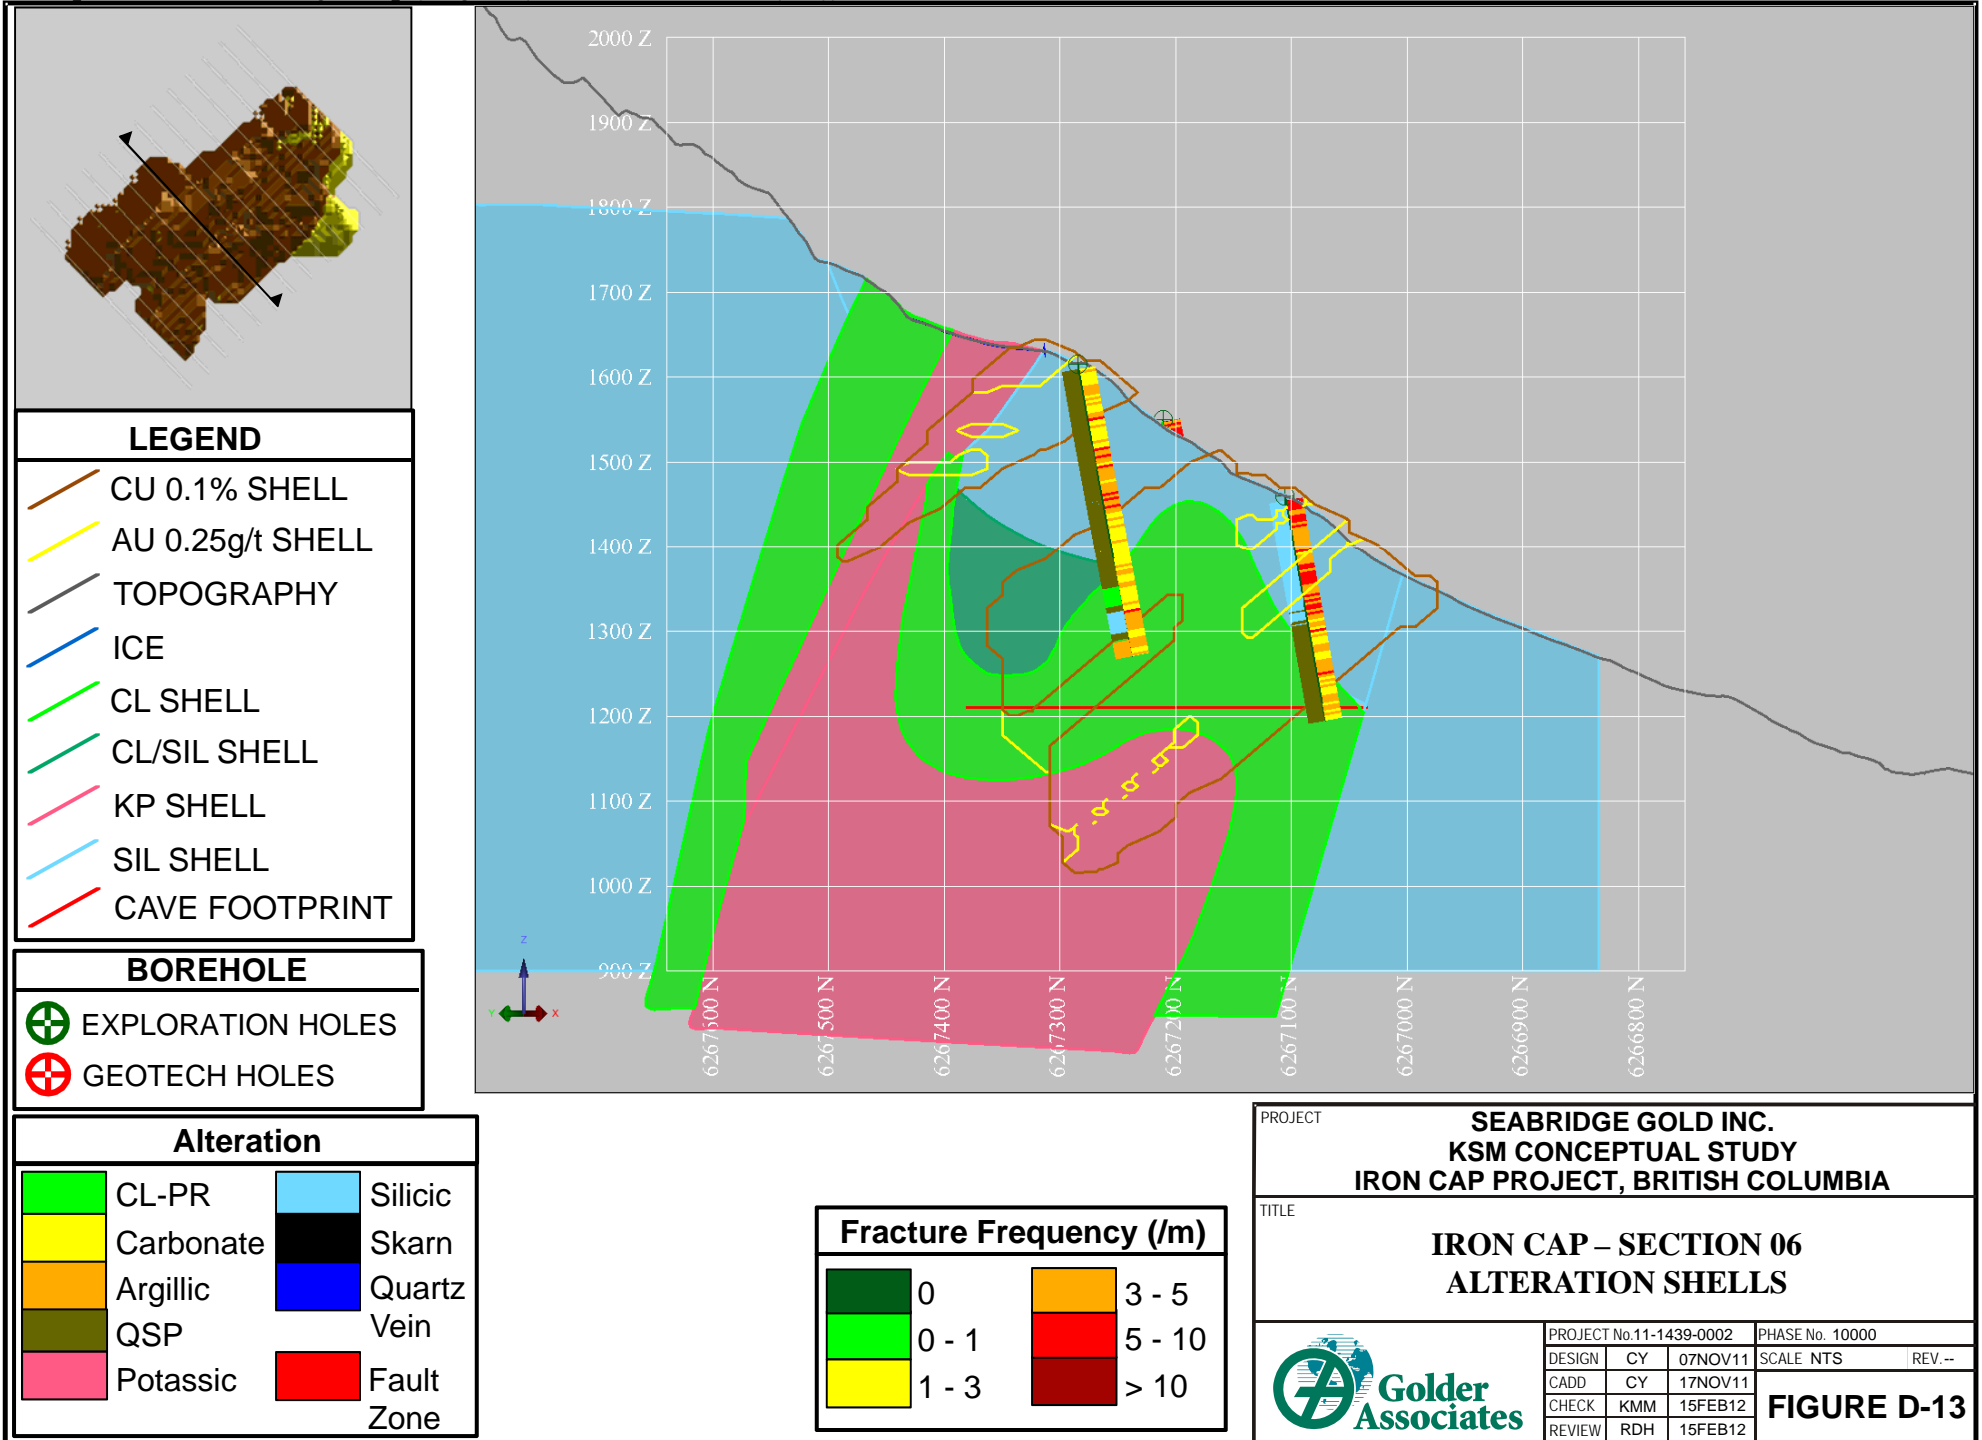 2000 Z
1900 Z
1800 Z
1700 Z
1600 Z
1500 Z
1400 Z
1300 Z
1200 Z
1100 Z
1000 Z
900 Z
6267600 N
6267500 N
6267400 N
6267300 N
6267200 N
6267100 N
6267000 N
6266900 N
6266800 N
Z
Y
X
LEGEND
CU 0.1% SHELL
AU 0.25g/t SHELL
TOPOGRAPHY
ICE
CL SHELL
CL/SIL SHELL
KP SHELL
SIL SHELL
CAVE FOOTPRINT
BOREHOLE
EXPLORATION HOLES
GEOTECH HOLES
Alteration
CL-PR
Carbonate
Argillic
QSP
Potassic
Silicic
Skarn
Quartz
Vein
Fault
Zone
Fracture Frequency (/m)
0
0 - 1
1 - 3
3 - 5
5 - 10
> 10
PROJECT
SEABRIDGE GOLD INC.
KSM CONCEPTUAL STUDY
IRON CAP PROJECT, BRITISH COLUMBIA
TITLE
IRON CAP – SECTION 06
ALTERATION SHELLS
Golder
Associates
PROJECT No.11-1439-0002 PHASE No. 10000
DESIGN CY 07NOV11 SCALE NTS REV.--
CADD CY 17NOV11
CHECK KMM 15FEB12
REVIEW RDH 15FEB12
FIGURE D-13